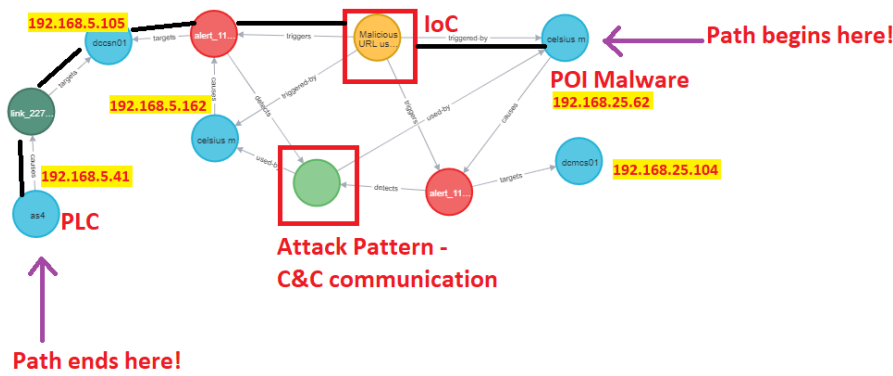 192.168.5.105
dccsn01
targets
alert_11...
triggers
Malicious
URL us...
IoC
triggered-by
celsius m
Path begins here!
POI Malware
192.168.25.62
targets
link_227...
causes
192.168.5.162
causes
celsius m
detects
triggered-by
triggers
used-by
causes
used-by
192.168.5.41
as4
PLC
detects
alert_11...
targets
dcmcs01
192.168.25.104
Attack Pattern -
C&C communication
Path ends here!